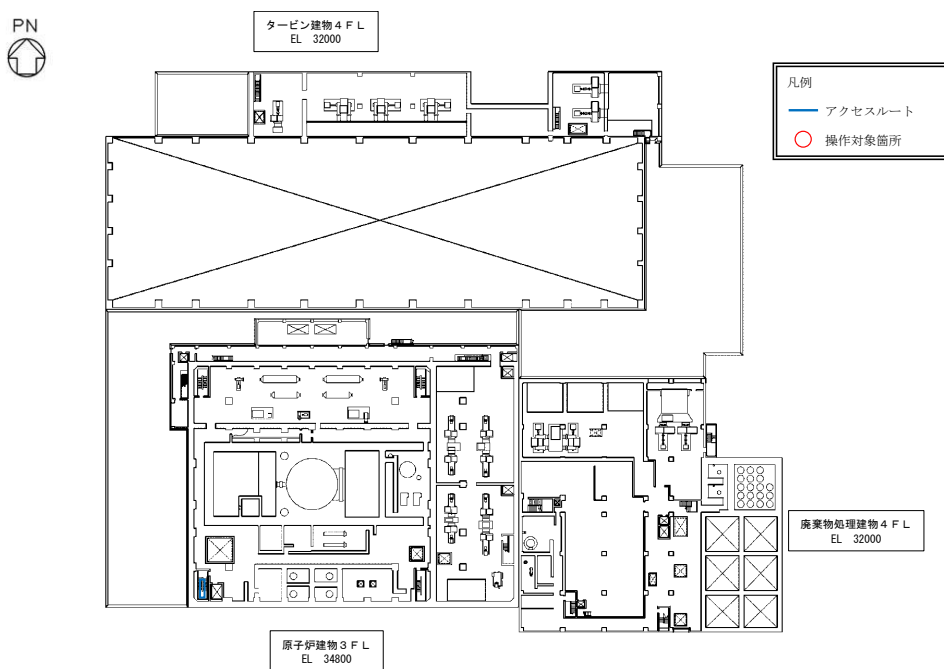 PN
タービン建物４ＦＬ
EL 32000
凡例
アクセスルート
操作対象箇所
廃棄物処理建物４ＦＬ
EL 32000
原子炉建物３ＦＬ
EL 34800